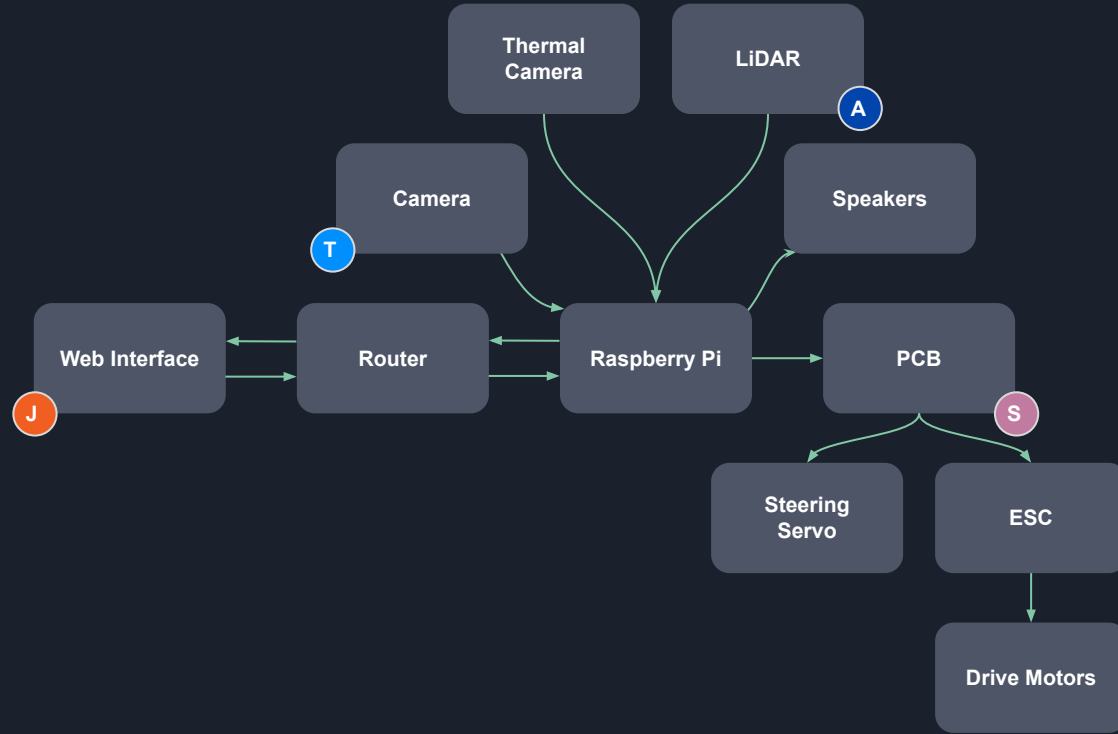 Thermal
Camera
LiDAR
A
Camera
T
Speakers
Web Interface
J
Router
Raspberry Pi
PCB
S
Steering
Servo
ESC
Drive Motors